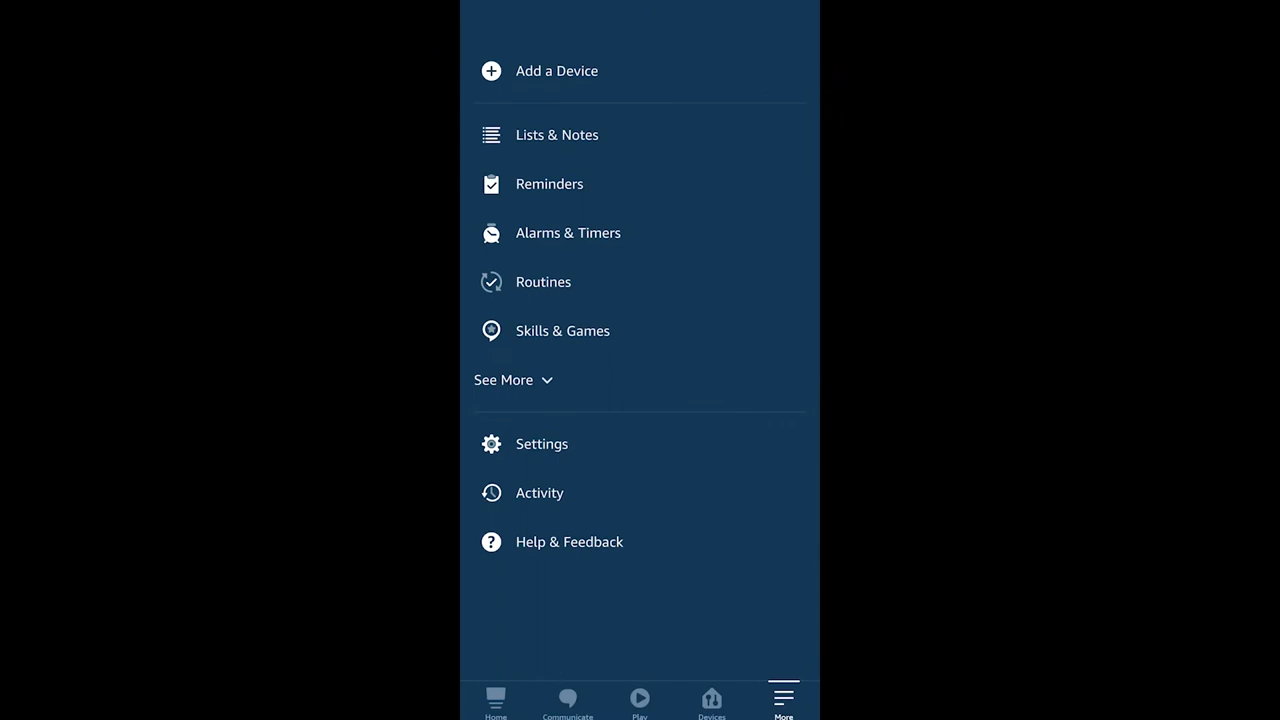 Add a Device
Lists & Notes
Reminders
Alarms & Timers
Routines
Skills & Games
See More
Settings
Activity
Help & Feedback
Home
Communicate
Play
Devices
More